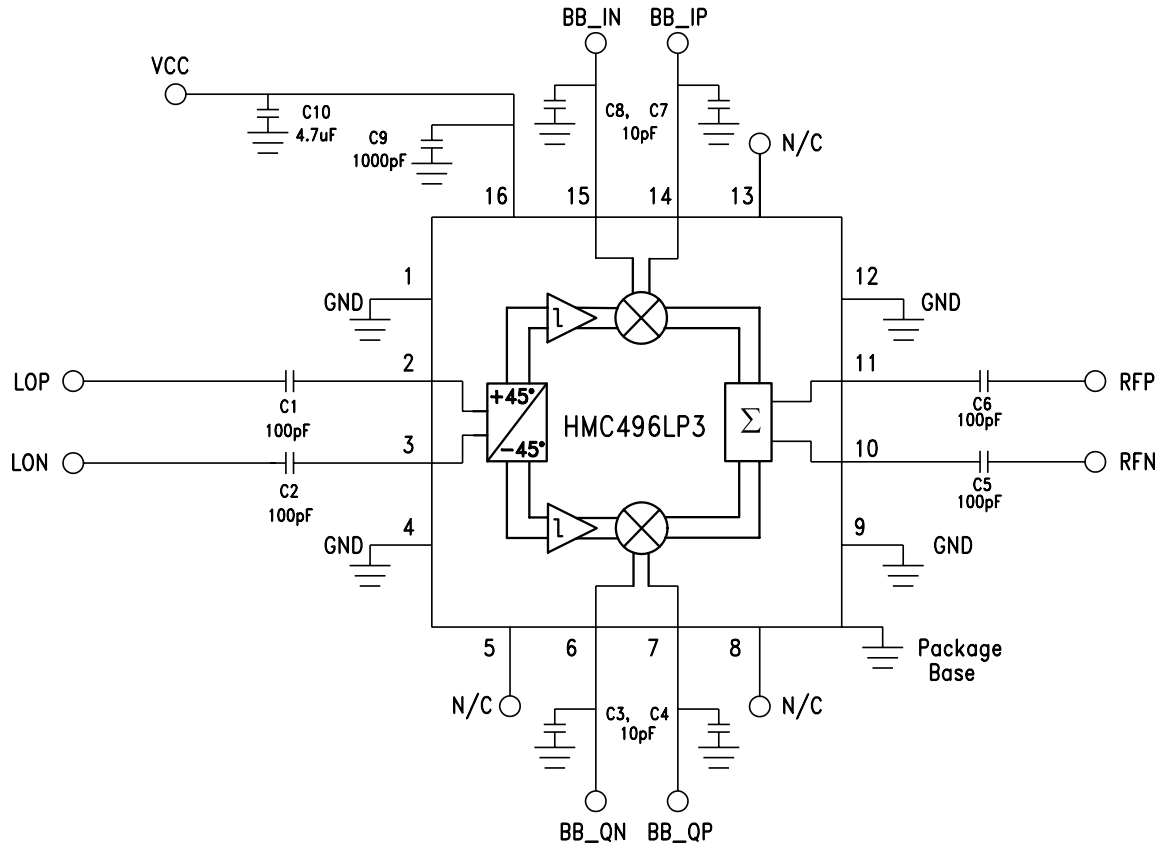 BB_IN BB_IP
VCC
C10
4.7uF
C9
1000pF
C8, C7
10pF
N/C
16 15 14 13
1 12
GND GND
2 11
LOP RFP
C1
100pF
C6
100pF
+45°
-45°
HMC496LP3
Σ
3 10
LON RFN
C2
100pF
C5
100pF
4 9
GND GND
5 6 7 8
Package
Base
N/C N/C
C3, C4
10pF
BB_QN BB_QP